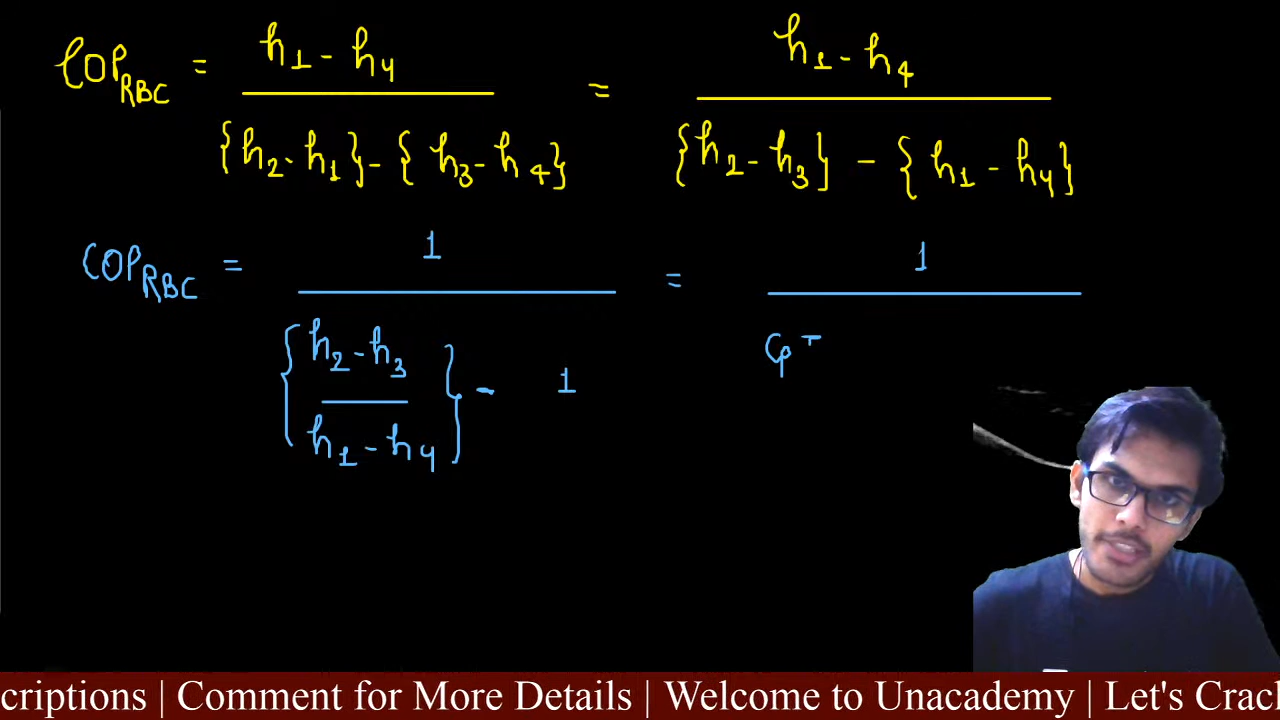 COP_RBC = h1 - h4 / {h2 - h1} - {h3 - h4} = h1 - h4 / {h2 - h3} - {h1 - h4}
COP_RBC = 1 / {h2 - h3 / h1 - h4} - 1 = 1 /
criptions | Comment for More Details | Welcome to Unacademy | Let's Crac